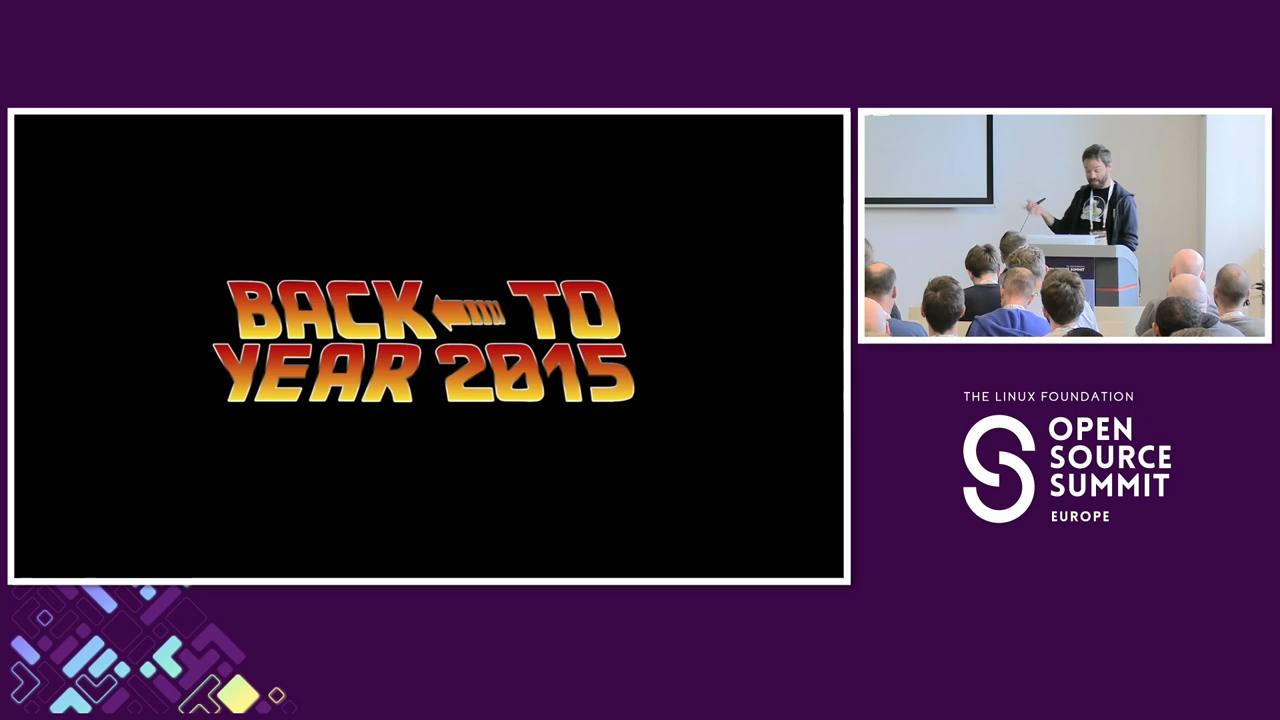 BACK TO
YEAR 2015
THE LINUX FOUNDATION
OPEN
SOURCE
SUMMIT
EUROPE